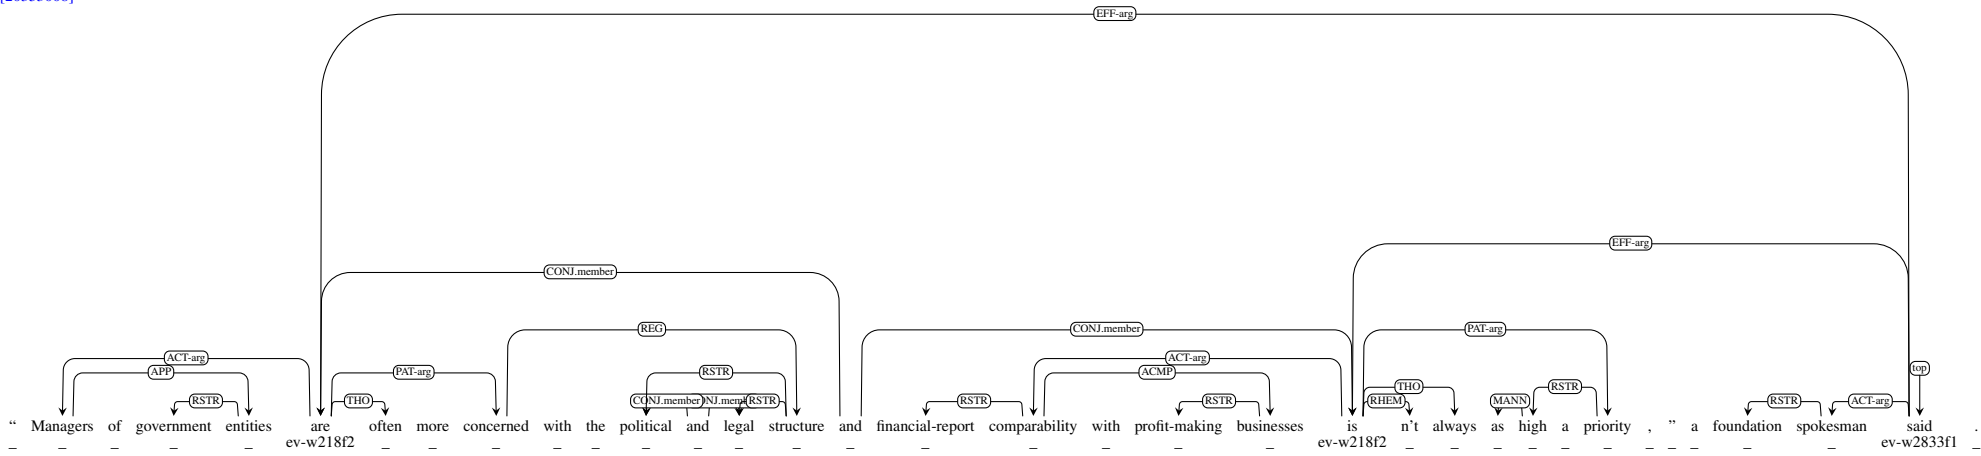 EFF-arg
EFF-arg
CONJ.member
REG CONJ.member PAT-arg
ACT-arg ACT-arg
APP PAT-arg RSTR ACMP top
THO RSTR
RSTR THO CONJ.member RSTR RSTR RSTR RHEM MANN RSTR ACT-arg
“ Managers of government entities are often more concerned with the political and legal structure and financial-report comparability with profit-making businesses is n’t always as high a priority , ” a foundation spokesman said .
ev-w218f2 ev-w218f2 ev-w2833f1